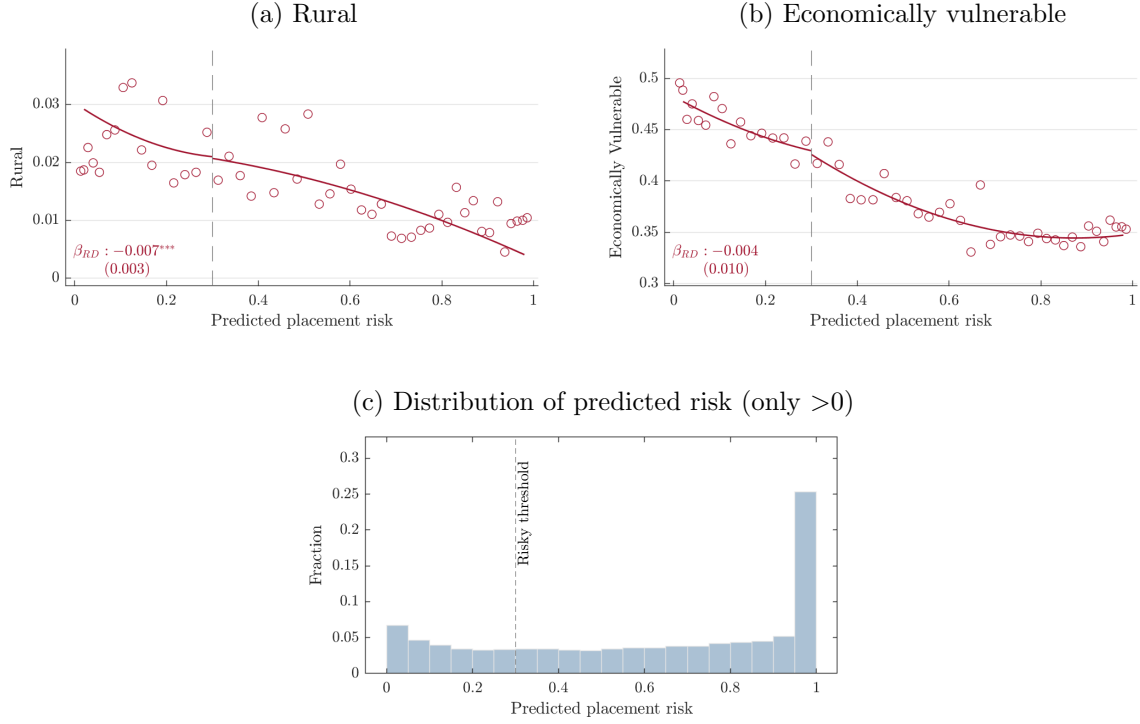 (a) Rural
Rural
0.03
0.02
0.01
0
β_RD : −0.007***
(0.003)
0 0.2 0.4 0.6 0.8 1
Predicted placement risk
(b) Economically vulnerable
Economically Vulnerable
0.5
0.45
0.4
0.35
0.3
β_RD : −0.004
(0.010)
0 0.2 0.4 0.6 0.8 1
Predicted placement risk
(c) Distribution of predicted risk (only >0)
Fraction
0.3
0.25
0.2
0.15
0.1
0.05
0
Risky threshold
0 0.2 0.4 0.6 0.8 1
Predicted placement risk